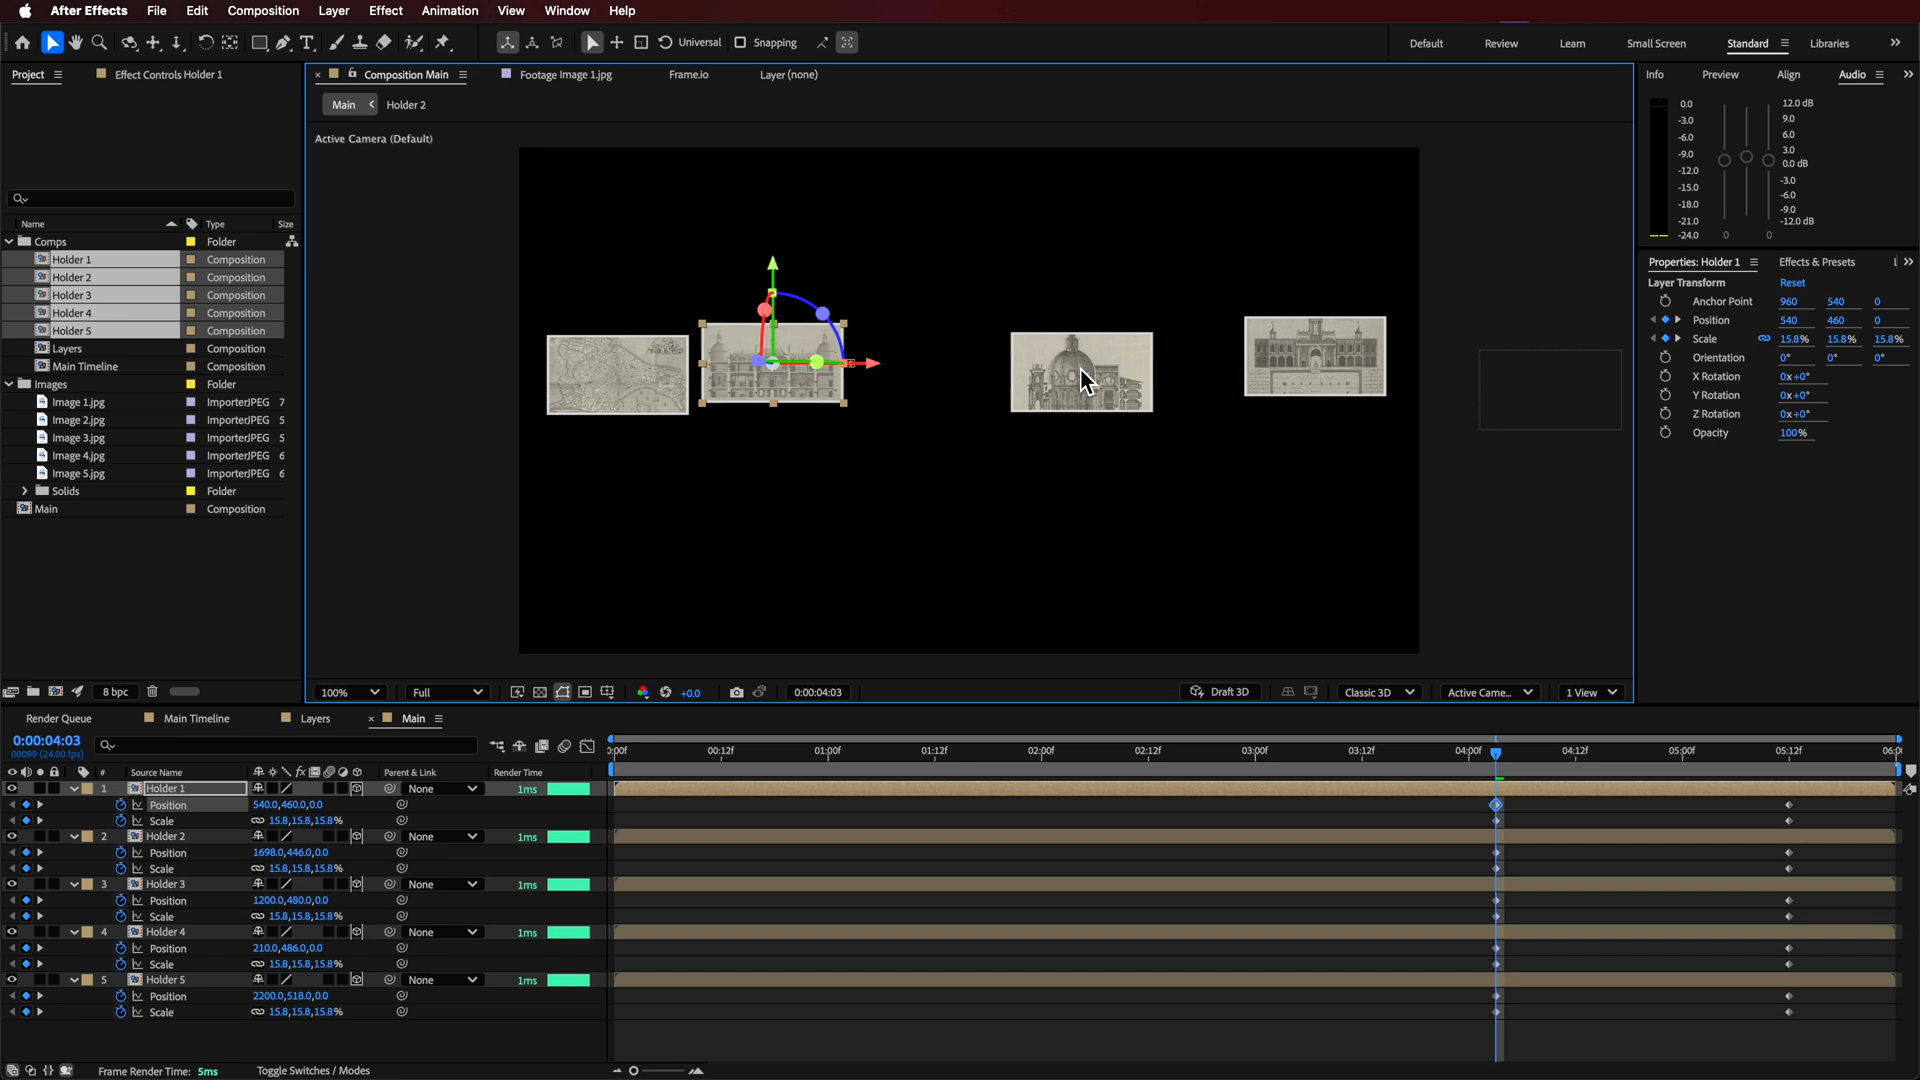 After Effects File Edit Composition Layer Effect Animation View Window Help
Universal Snapping Default Review Learn Small Screen Standard Libraries
Project Effect Controls Holder 1
Composition Main Footage Image 1.jpg Frame.io Layer (none)
Info Preview Align Audio
Main Holder 2
Active Camera (Default)
0.0 12.0 dB
-3.0 9.0
-6.0 6.0
-9.0 3.0
-12.0 0.0 dB
-15.0 -3.0
-18.0 -6.0
-21.0 -9.0
-24.0 -12.0 dB
0 0
Name Type Size
Comps Folder
Holder 1 Composition
Holder 2 Composition
Holder 3 Composition
Holder 4 Composition
Holder 5 Composition
Layers Composition
Main Timeline Composition
Images Folder
Image 1.jpg ImporterJPEG 7
Image 2.jpg ImporterJPEG 5
Image 3.jpg ImporterJPEG 5
Image 4.jpg ImporterJPEG 6
Image 5.jpg ImporterJPEG 6
Solids Folder
Main Composition
Properties: Holder 1 Effects & Presets
Layer Transform Reset
Anchor Point 960 540 0
Position 540 460 0
Scale 15.8% 15.8% 15.8%
Orientation 0° 0° 0°
X Rotation 0x+0°
Y Rotation 0x+0°
Z Rotation 0x+0°
Opacity 100%
8 bpc
100% Full +0.0 0:00:04:03 Draft 3D Classic 3D Active Came... 1 View
Render Queue Main Timeline Layers Main
0:00:04:03
00099 (24.00 fps)
:00f 00:12f 01:00f 01:12f 02:00f 02:12f 03:00f 03:12f 04:00f 04:12f 05:00f 05:12f 06:00
# Source Name fx Parent & Link Render Time
1 Holder 1 None 1ms
Position 540.0,460.0,0.0
Scale 15.8,15.8,15.8%
2 Holder 2 None 1ms
Position 1698.0,446.0,0.0
Scale 15.8,15.8,15.8%
3 Holder 3 None 1ms
Position 1200.0,480.0,0.0
Scale 15.8,15.8,15.8%
4 Holder 4 None 1ms
Position 210.0,486.0,0.0
Scale 15.8,15.8,15.8%
5 Holder 5 None 1ms
Position 2200.0,518.0,0.0
Scale 15.8,15.8,15.8%
Frame Render Time: 5ms Toggle Switches / Modes